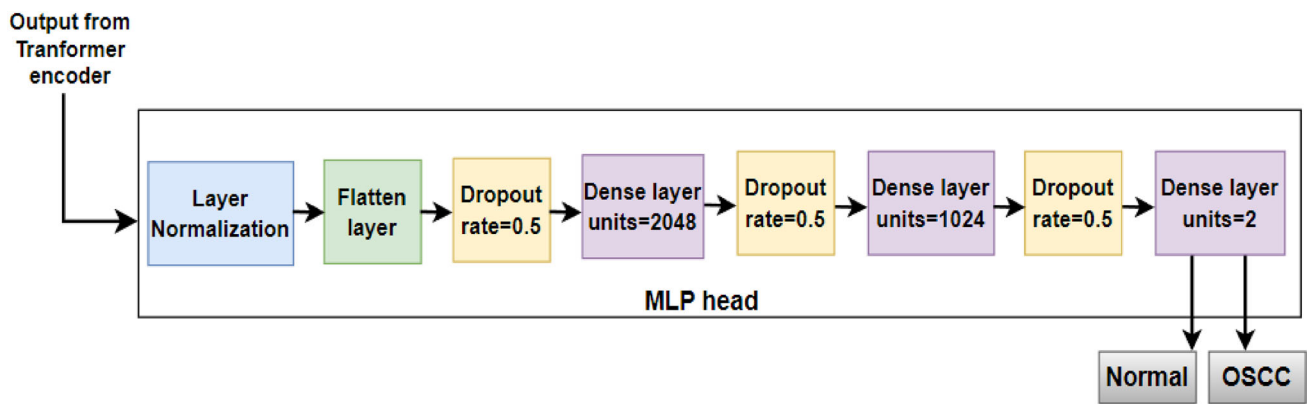 Output from
Tranformer
encoder
Layer
Normalization
Flatten
layer
Dropout
rate=0.5
Dense layer
units=2048
Dropout
rate=0.5
Dense layer
units=1024
Dropout
rate=0.5
Dense layer
units=2
MLP head
Normal
OSCC